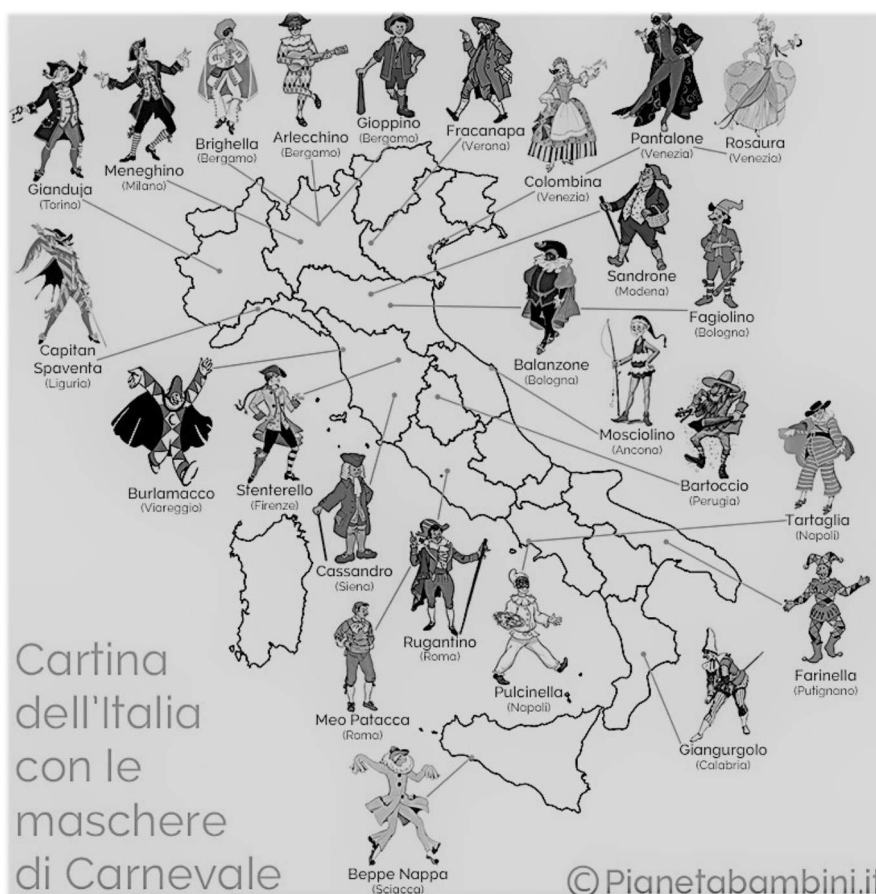 Gianduja
(Torino)
Meneghino
(Milano)
Brighella
(Bergamo)
Arlecchino
(Bergamo)
Gioppino
(Bergamo)
Fracanapa
(Verona)
Colombina
(Venezia)
Pantalone
(Venezia)
Rosaura
(Venezia)
Capitan
Spaventa
(Liguria)
Sandrone
(Modena)
Fagiolino
(Bologna)
Balanzone
(Bologna)
Mosciolino
(Ancona)
Burlamacco
(Viareggio)
Stenterello
(Firenze)
Bartoccio
(Perugia)
Tartaglia
(Napoli)
Cassandro
(Siena)
Rugantino
(Roma)
Pulcinella
(Napoli)
Farinella
(Putignano)
Meo Patacca
(Roma)
Giangurgolo
(Calabria)
Beppe Nappa
(Sciacca)
Cartina
dell'Italia
con le
maschere
di Carnevale
©Pianetabambini.it